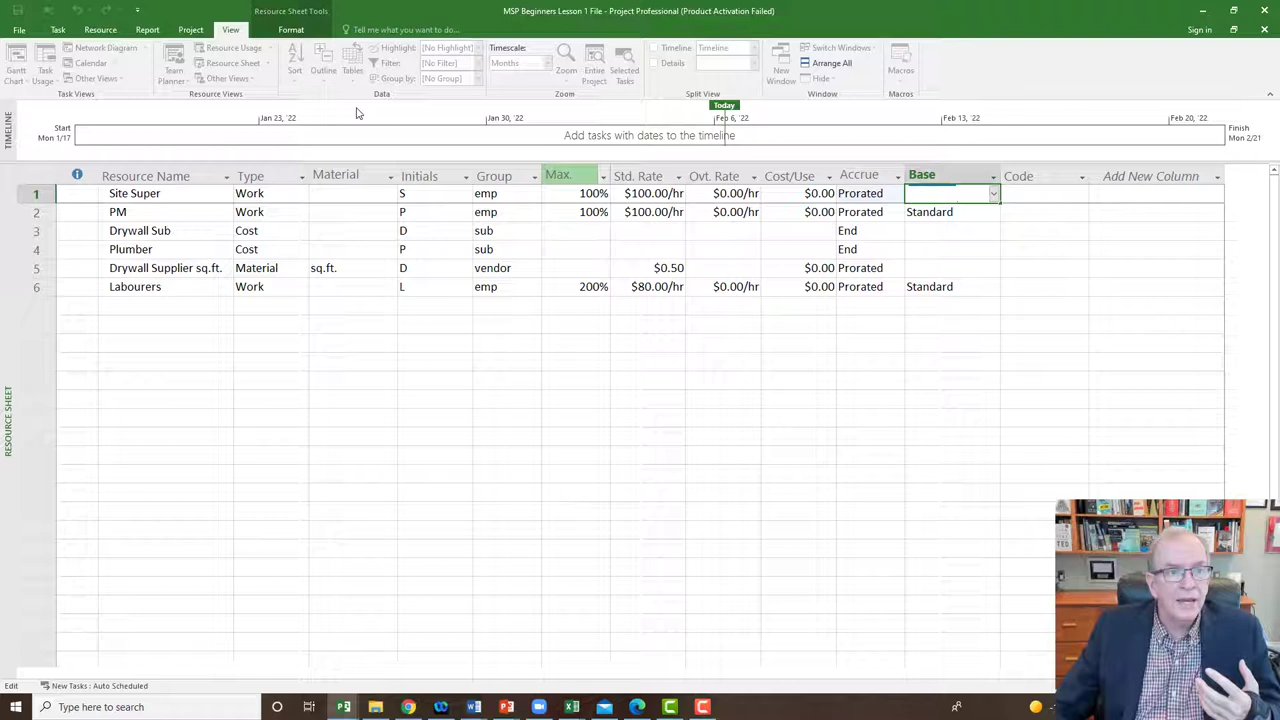 Resource Sheet Tools
MSP Beginners Lesson 1 File - Project Professional (Product Activation Failed)
File Task Resource Report Project View Format Tell me what you want to do... Sign in
Gantt Chart
Task Usage
Network Diagram
Calendar
Other Views
Task Views
Team Planner
Resource Usage
Resource Sheet
Other Views
Resource Views
Sort
Outline
Tables
Highlight: [No Highlight]
Filter: [No Filter]
Group by: [No Group]
Data
Timescale:
Months
Zoom
Entire Project
Selected Tasks
Zoom
Timeline: Timeline
Details
Split View
New Window
Switch Windows
Arrange All
Hide
Window
Macros
Macros
TIMELINE
Today
Jan 23, '22 Jan 30, '22 Feb 6, '22 Feb 13, '22 Feb 20, '22
Start
Mon 1/17
Add tasks with dates to the timeline
Finish
Mon 2/21
Resource Name Type Material Initials Group Max. Std. Rate Ovt. Rate Cost/Use Accrue Base Code Add New Column
1 Site Super Work S emp 100% $100.00/hr $0.00/hr $0.00 Prorated
2 PM Work P emp 100% $100.00/hr $0.00/hr $0.00 Prorated Standard
3 Drywall Sub Cost D sub End
4 Plumber Cost P sub End
5 Drywall Supplier sq.ft. Material sq.ft. D vendor $0.50 $0.00 Prorated
6 Labourers Work L emp 200% $80.00/hr $0.00/hr $0.00 Prorated Standard
RESOURCE SHEET
Edit New Tasks : Auto Scheduled
Type here to search